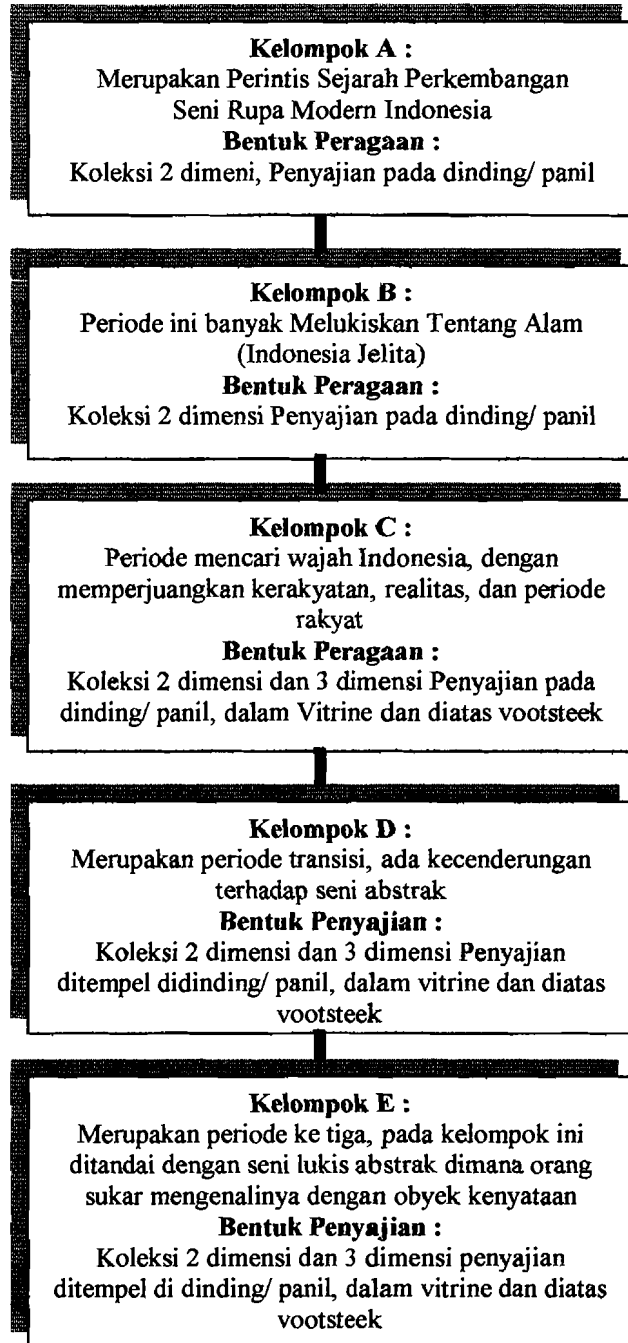 Kelompok A :
Merupakan Perintis Sejarah Perkembangan
Seni Rupa Modern Indonesia
Bentuk Peragaan :
Koleksi 2 dimeni, Penyajian pada dinding/ panil
Kelompok B :
Periode ini banyak Melukiskan Tentang Alam
(Indonesia Jelita)
Bentuk Peragaan :
Koleksi 2 dimensi Penyajian pada dinding/ panil
Kelompok C :
Periode mencari wajah Indonesia, dengan
memperjuangkan kerakyatan, realitas, dan periode
rakyat
Bentuk Peragaan :
Koleksi 2 dimensi dan 3 dimensi Penyajian pada
dinding/ panil, dalam Vitrine dan diatas vootsteek
Kelompok D :
Merupakan periode transisi, ada kecenderungan
terhadap seni abstrak
Bentuk Penyajian :
Koleksi 2 dimensi dan 3 dimensi Penyajian
ditempel didinding/ panil, dalam vitrine dan diatas
vootsteek
Kelompok E :
Merupakan periode ke tiga, pada kelompok ini
ditandai dengan seni lukis abstrak dimana orang
sukar mengenalinya dengan obyek kenyataan
Bentuk Penyajian :
Koleksi 2 dimensi dan 3 dimensi penyajian
ditempel di dinding/ panil, dalam vitrine dan diatas
vootsteek